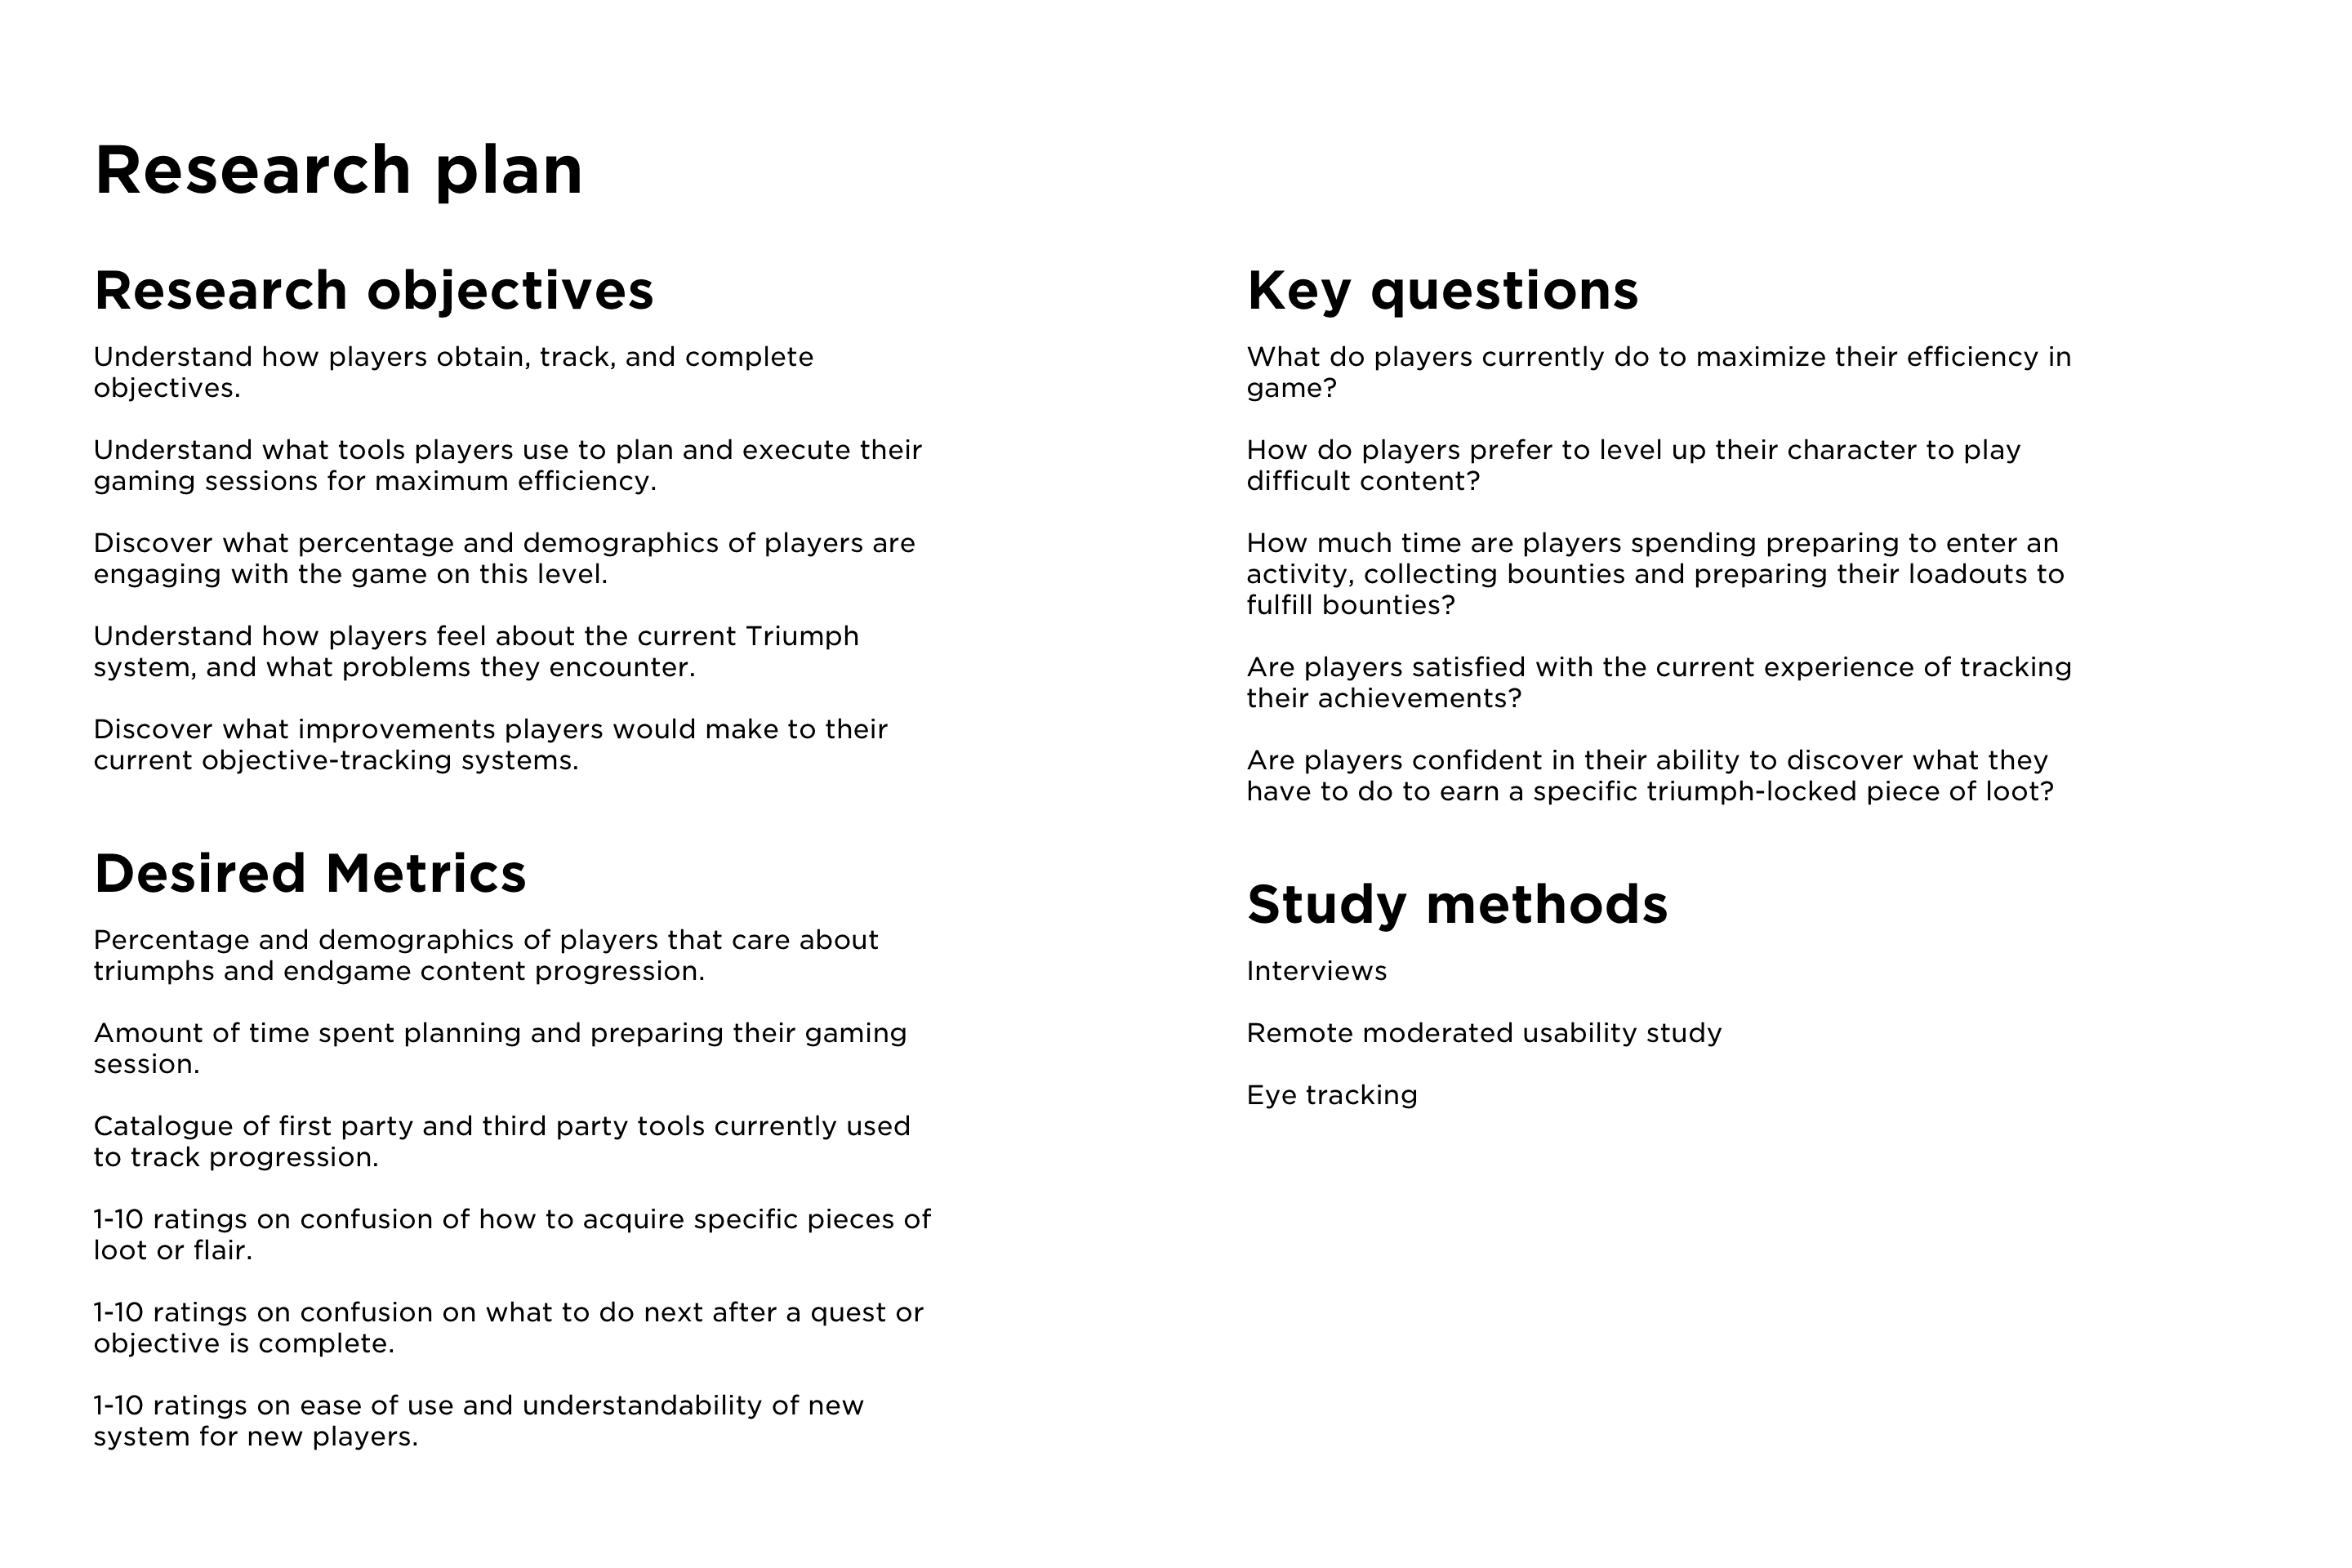 Research plan
Research objectives
Understand how players obtain, track, and complete
objectives.
Understand what tools players use to plan and execute their
gaming sessions for maximum efficiency.
Discover what percentage and demographics of players are
engaging with the game on this level.
Understand how players feel about the current Triumph
system, and what problems they encounter.
Discover what improvements players would make to their
current objective-tracking systems.
Desired Metrics
Percentage and demographics of players that care about
triumphs and endgame content progression.
Amount of time spent planning and preparing their gaming
session.
Catalogue of first party and third party tools currently used
to track progression.
1-10 ratings on confusion of how to acquire specific pieces of
loot or flair.
1-10 ratings on confusion on what to do next after a quest or
objective is complete.
1-10 ratings on ease of use and understandability of new
system for new players.
Key questions
What do players currently do to maximize their efficiency in
game?
How do players prefer to level up their character to play
difficult content?
How much time are players spending preparing to enter an
activity, collecting bounties and preparing their loadouts to
fulfill bounties?
Are players satisfied with the current experience of tracking
their achievements?
Are players confident in their ability to discover what they
have to do to earn a specific triumph-locked piece of loot?
Study methods
Interviews
Remote moderated usability study
Eye tracking